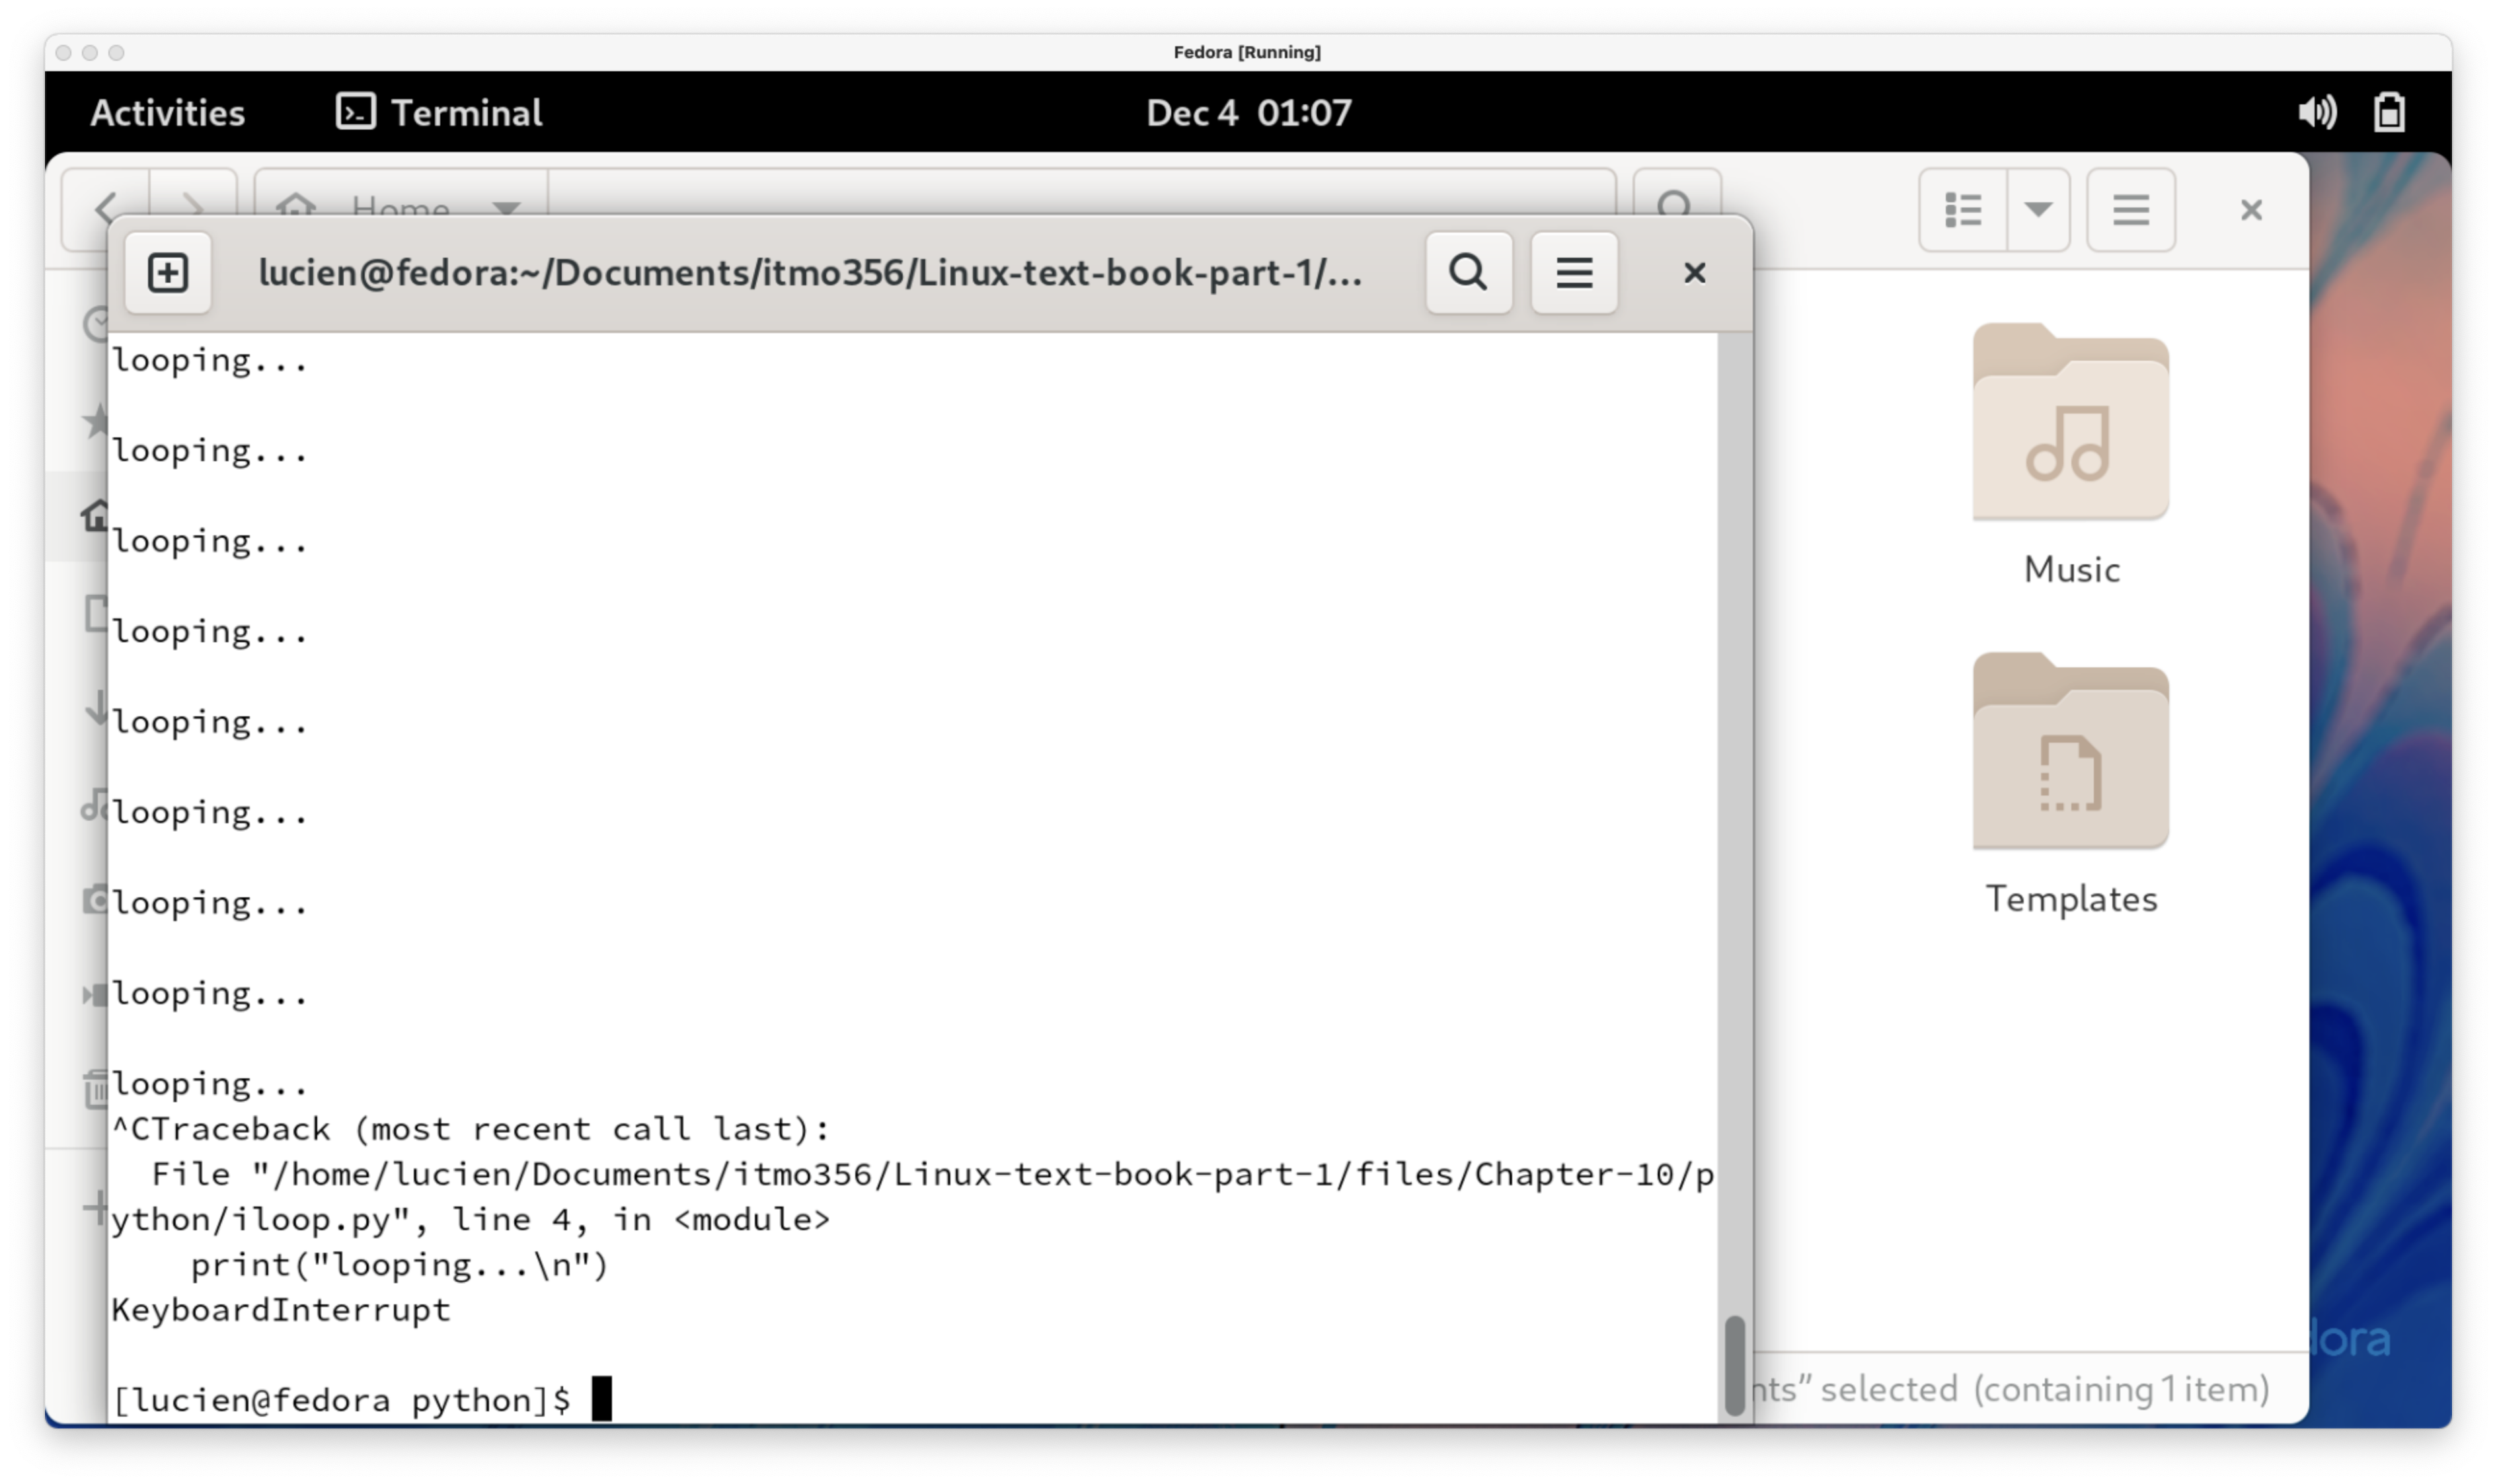 Fedora [Running]
Activities
Terminal
Dec 4 01:07
Home
lucien@fedora:~/Documents/itmo356/Linux-text-book-part-1/...
looping...
looping...
looping...
looping...
looping...
looping...
looping...
looping...
looping...
^CTraceback (most recent call last):
  File "/home/lucien/Documents/itmo356/Linux-text-book-part-1/files/Chapter-10/p
ython/iloop.py", line 4, in <module>
    print("looping...\n")
KeyboardInterrupt
[lucien@fedora python]$
Music
Templates
dora
nts” selected (containing 1 item)